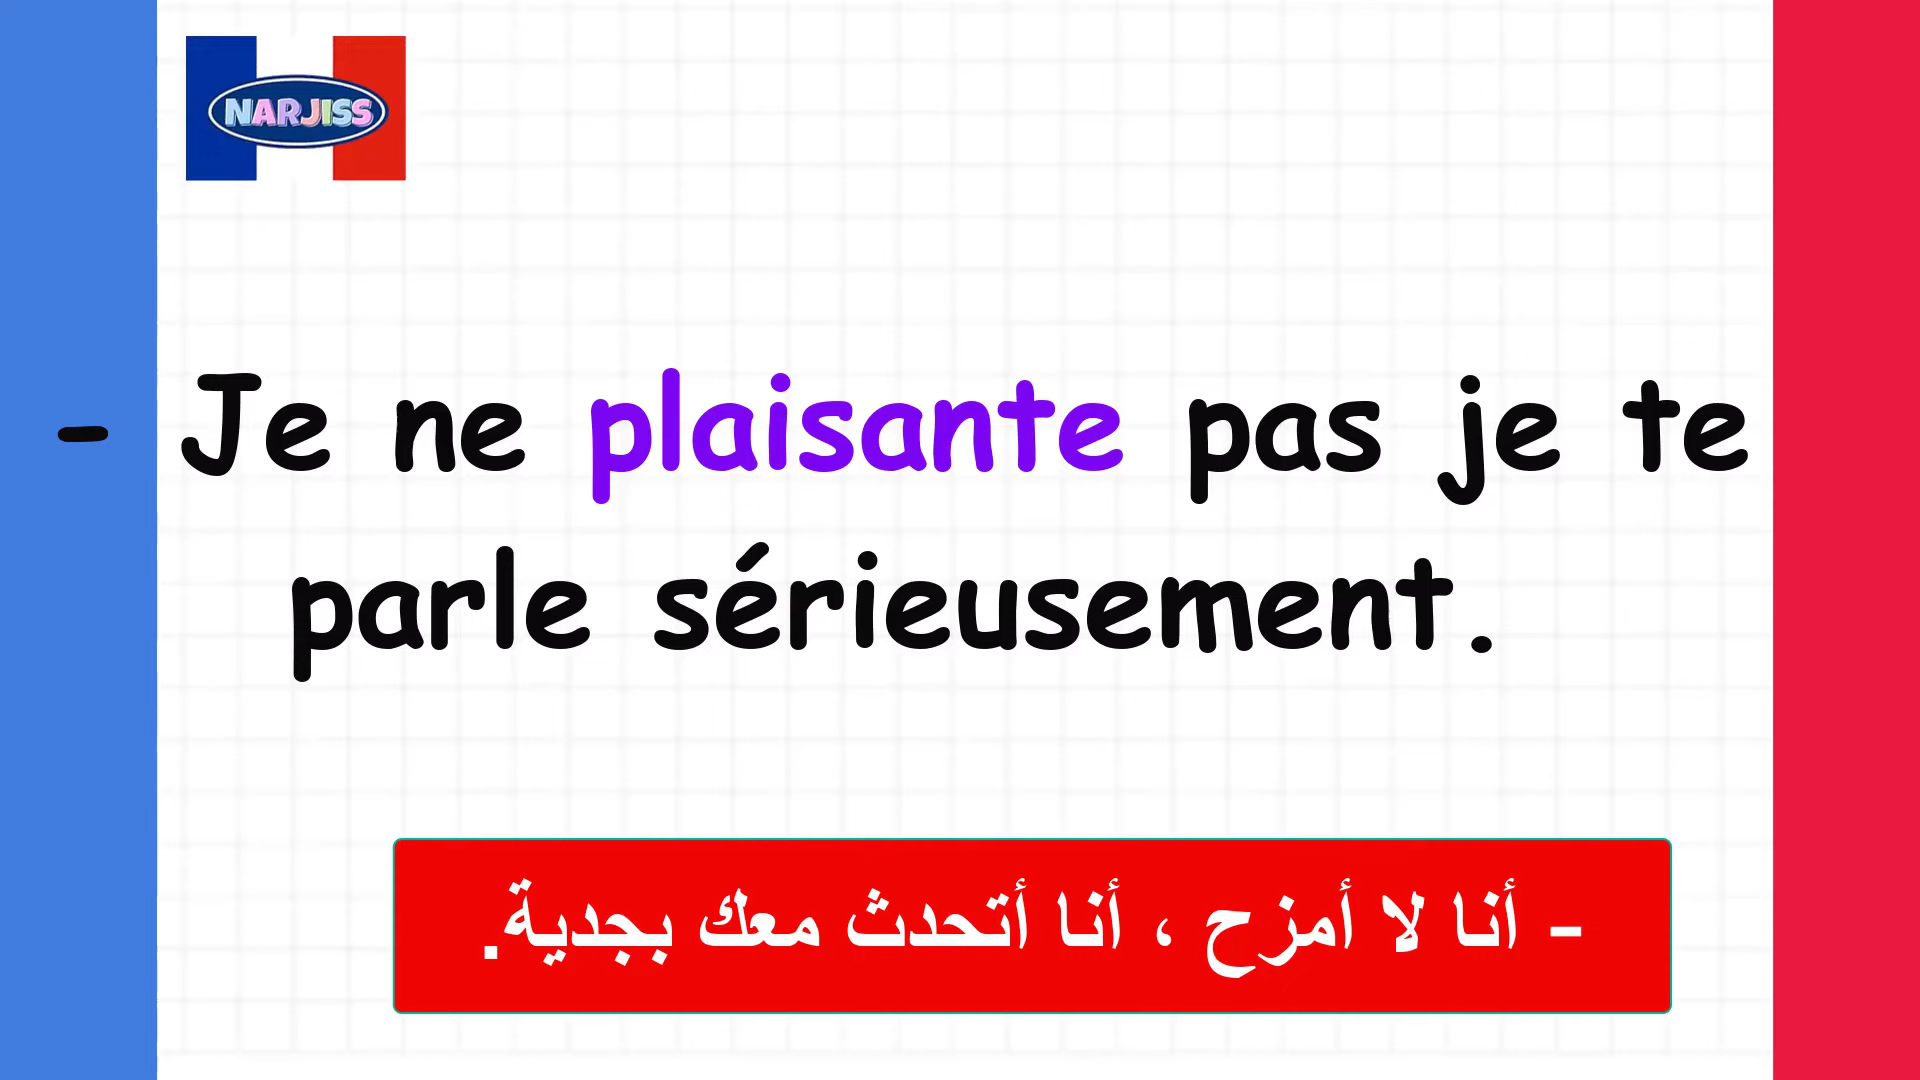 NARJISS
- Je ne plaisante pas je te
parle sérieusement.
- أنا لا أمزح ، أنا أتحدث معك بجدية.